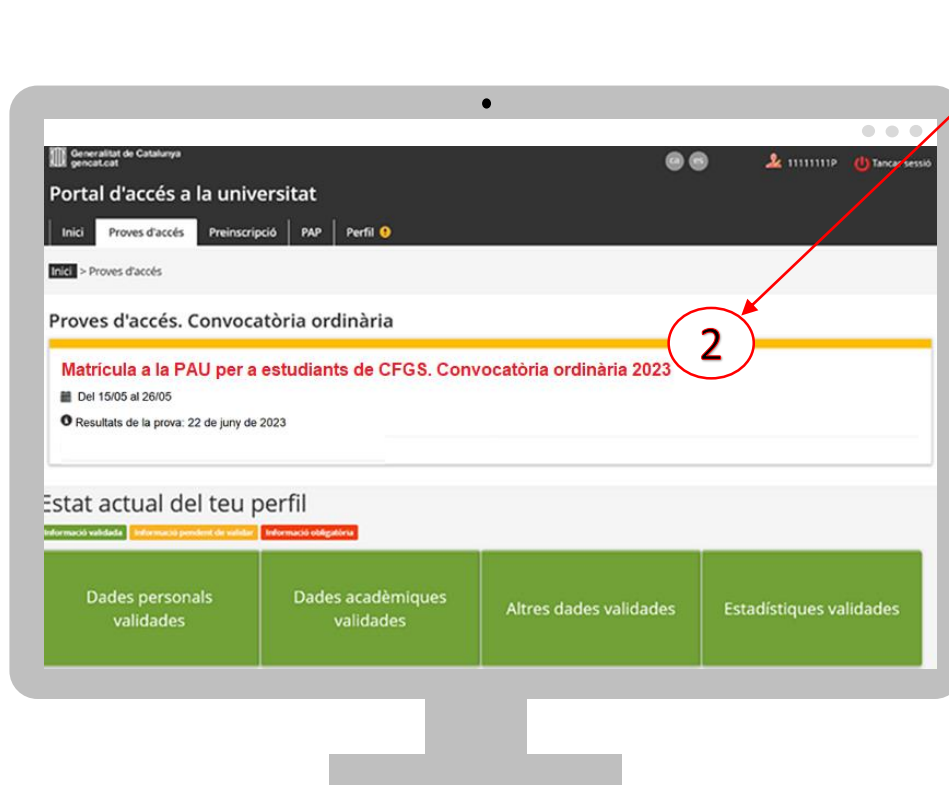 Generalitat de Catalunya
gencat.cat
ca es
11111111P
Tancar sessió
Portal d'accés a la universitat
Inici Proves d'accés Preinscripció PAP Perfil
Inici > Proves d'accés
Proves d'accés. Convocatòria ordinària
2
Matrícula a la PAU per a estudiants de CFGS. Convocatòria ordinària 2023
Del 15/05 al 26/05
Resultats de la prova: 22 de juny de 2023
Estat actual del teu perfil
Informació validada Informació pendent de validar Informació obligatòria
Dades personals
validades
Dades acadèmiques
validades
Altres dades validades
Estadístiques validades